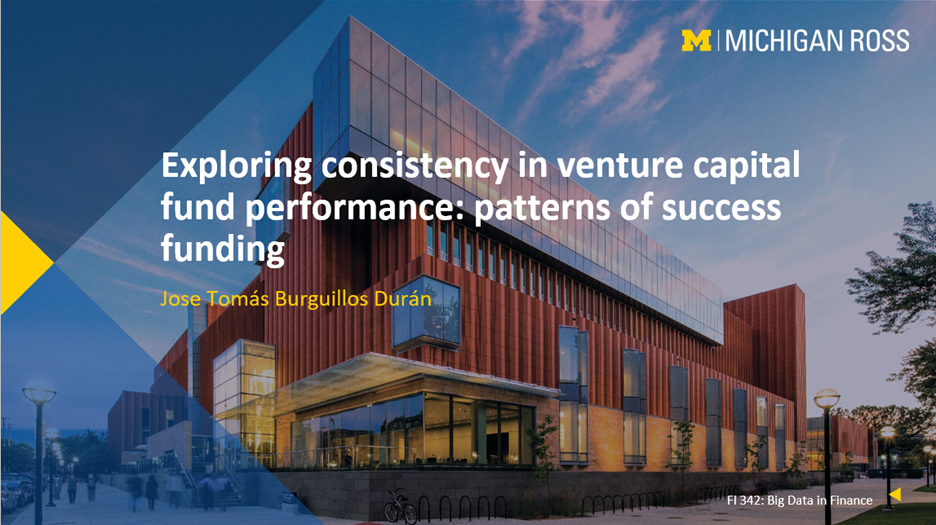 M | MICHIGAN ROSS
Exploring consistency in venture capital
fund performance: patterns of success
funding
Jose Tomás Burguillos Durán
FI 342: Big Data in Finance